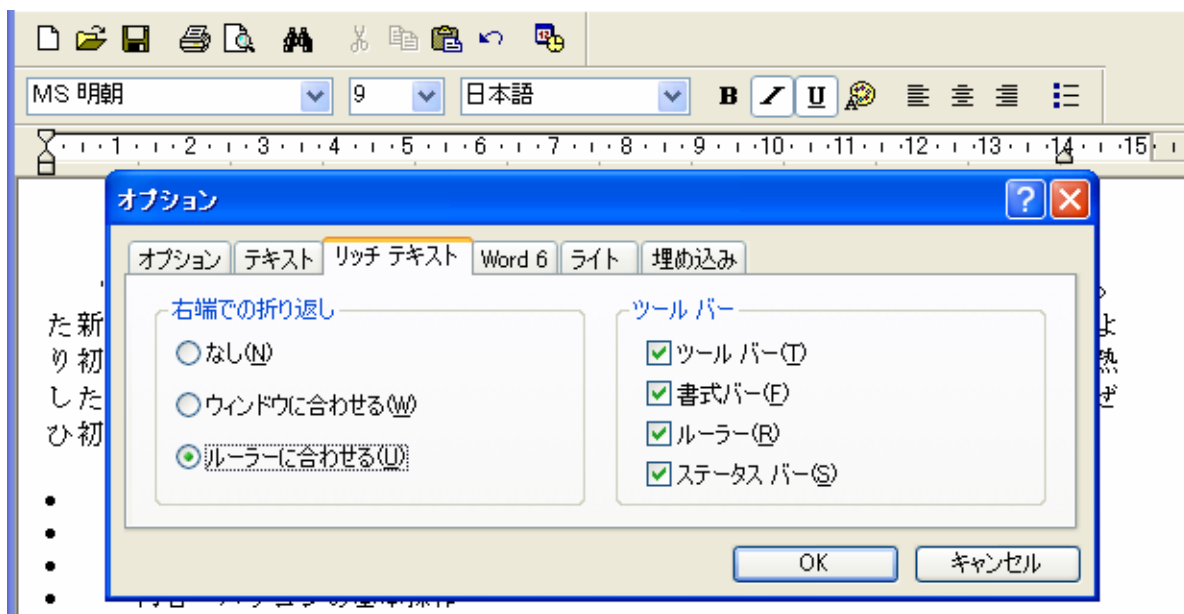 MS 明朝 9 日本語 B / U
1 2 3 4 5 6 7 8 9 10 11 12 13 14 15
オプション
オプション テキスト リッチ テキスト Word 6 ライト 埋め込み
右端での折り返し ツール バー
なし(N) ツール バー(T)
ウィンドウに合わせる(W) 書式バー(F)
ルーラーに合わせる(U) ルーラー(R)
ステータス バー(S)
OK キャンセル
た新 よ
り初 熱
した ぜ
ひ初